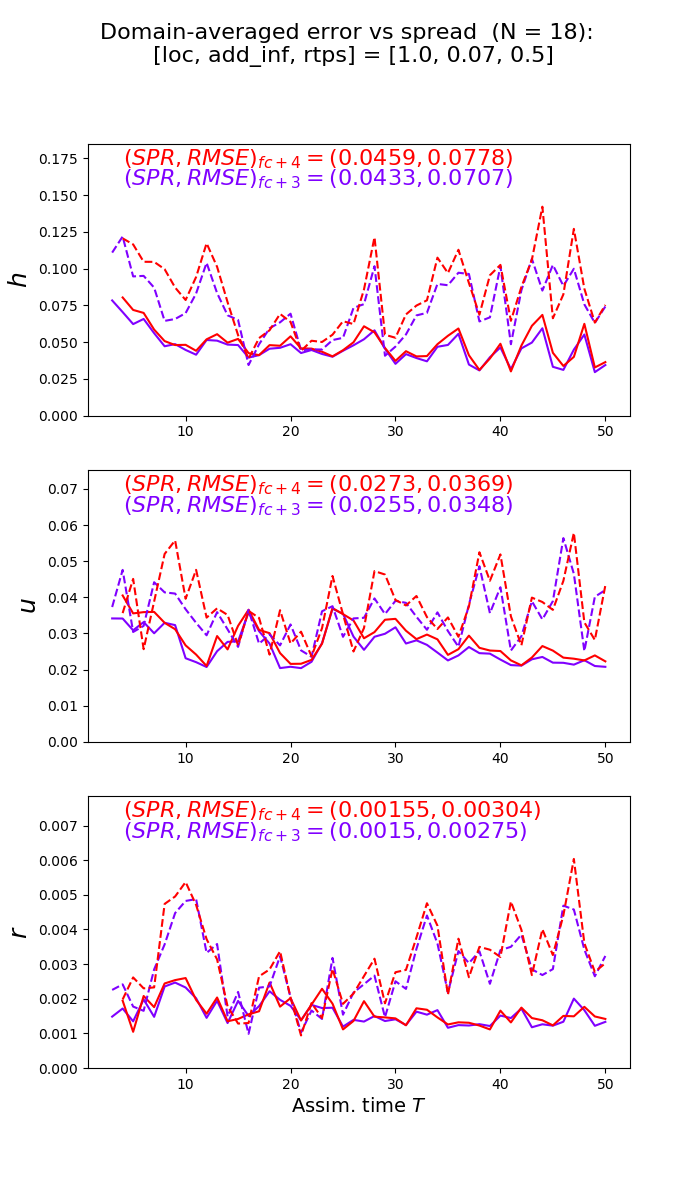 Domain-averaged error vs spread (N = 18):
[loc, add_inf, rtps] = [1.0, 0.07, 0.5]
(SPR, RMSE)fc+4 = (0.0459, 0.0778)
(SPR, RMSE)fc+3 = (0.0433, 0.0707)
0.175
0.150
0.125
0.100
0.075
0.050
0.025
0.000
h
10 20 30 40 50
(SPR, RMSE)fc+4 = (0.0273, 0.0369)
(SPR, RMSE)fc+3 = (0.0255, 0.0348)
0.07
0.06
0.05
0.04
0.03
0.02
0.01
0.00
u
10 20 30 40 50
(SPR, RMSE)fc+4 = (0.00155, 0.00304)
(SPR, RMSE)fc+3 = (0.0015, 0.00275)
0.007
0.006
0.005
0.004
0.003
0.002
0.001
0.000
r
10 20 30 40 50
Assim. time T